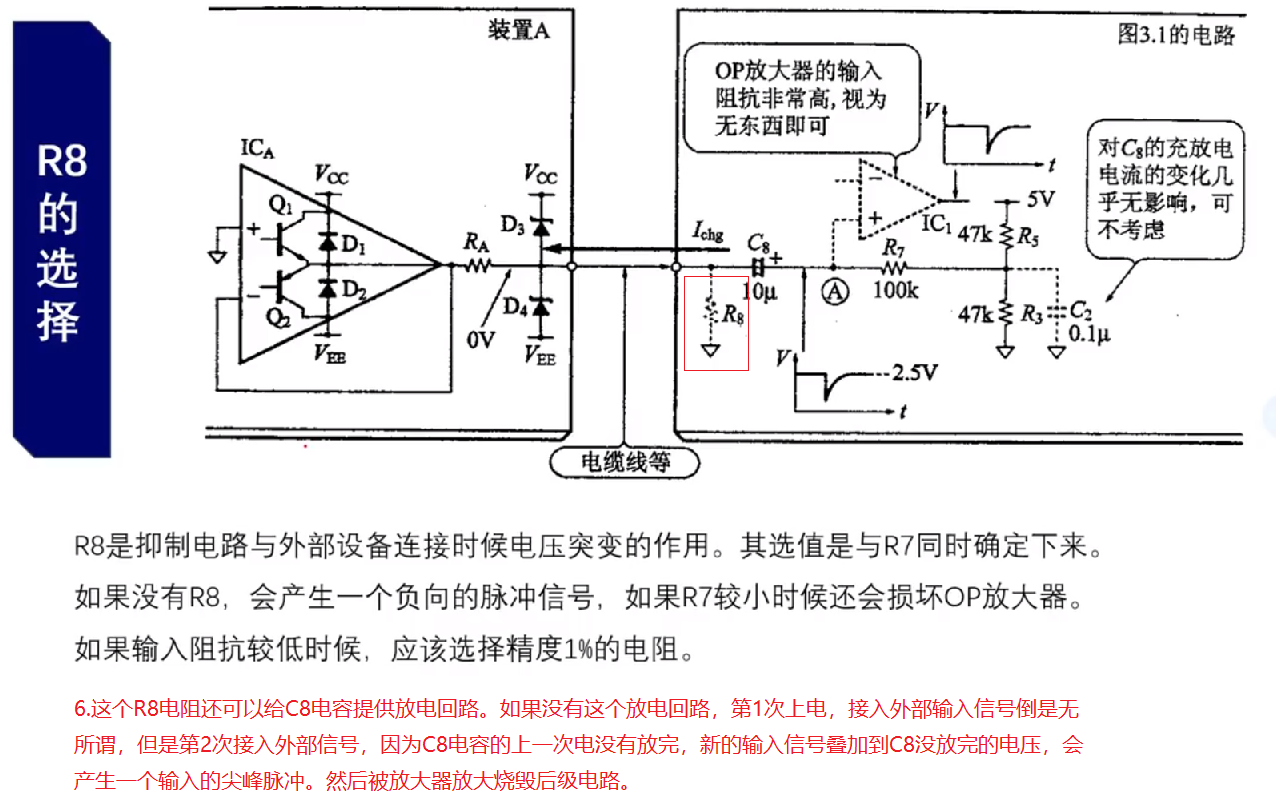 R8
的
选
择
装置A
图3.1的电路
OP放大器的输入
阻抗非常高,视为
无东西即可
对C8的充放电
电流的变化几
乎无影响，可
不考虑
ICA
VCC
Q1
D1
+
−
Q2
D2
VEE
RA
0V
VCC
D3
D4
VEE
Ichg
C8
+
10μ
R8
−
+
IC1
V
t
5V
47k
R5
R7
100k
A
47k
R3
C2
0.1μ
V
2.5V
t
电缆线等
R8是抑制电路与外部设备连接时候电压突变的作用。其选值是与R7同时确定下来。
如果没有R8，会产生一个负向的脉冲信号，如果R7较小时候还会损坏OP放大器。
如果输入阻抗较低时候，应该选择精度1%的电阻。
6.这个R8电阻还可以给C8电容提供放电回路。如果没有这个放电回路，第1次上电，接入外部输入信号倒是无
所谓，但是第2次接入外部信号，因为C8电容的上一次电没有放完，新的输入信号叠加到C8没放完的电压，会
产生一个输入的尖峰脉冲。然后被放大器放大烧毁后级电路。